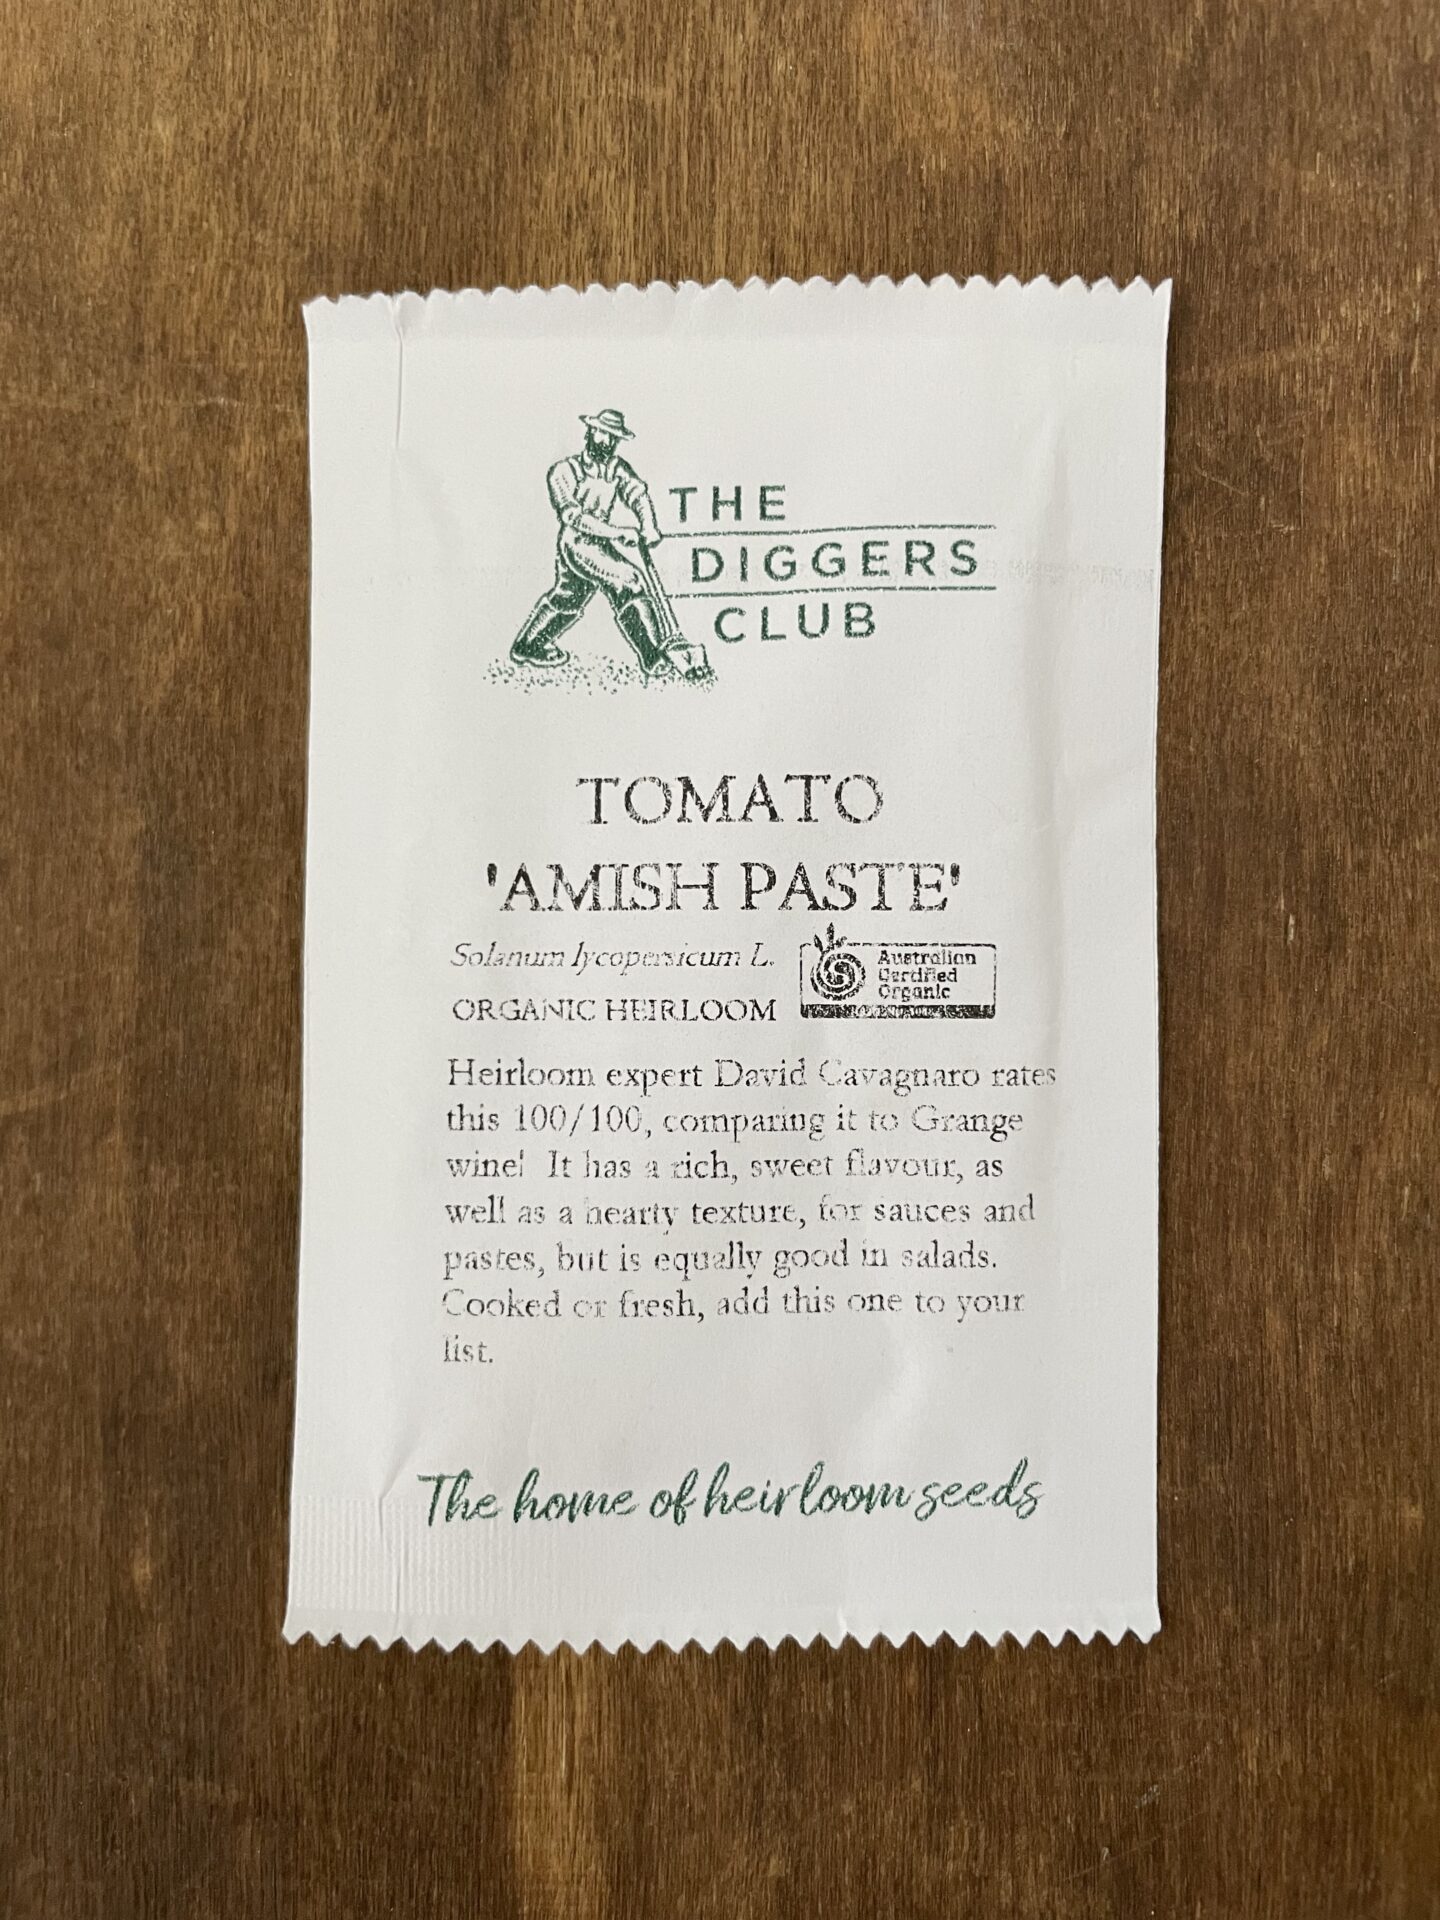 THE
DIGGERS
CLUB
TOMATO
'AMISH PASTE'
Solanum lycopersicum L.
ORGANIC HEIRLOOM
Australian
Certified
Organic
Heirloom expert David Cavagnaro rates
this 100/100, comparing it to Grange
wine! It has a rich, sweet flavour, as
well as a hearty texture, for sauces and
pastes, but is equally good in salads.
Cooked or fresh, add this one to your
list.
The home of heirloom seeds